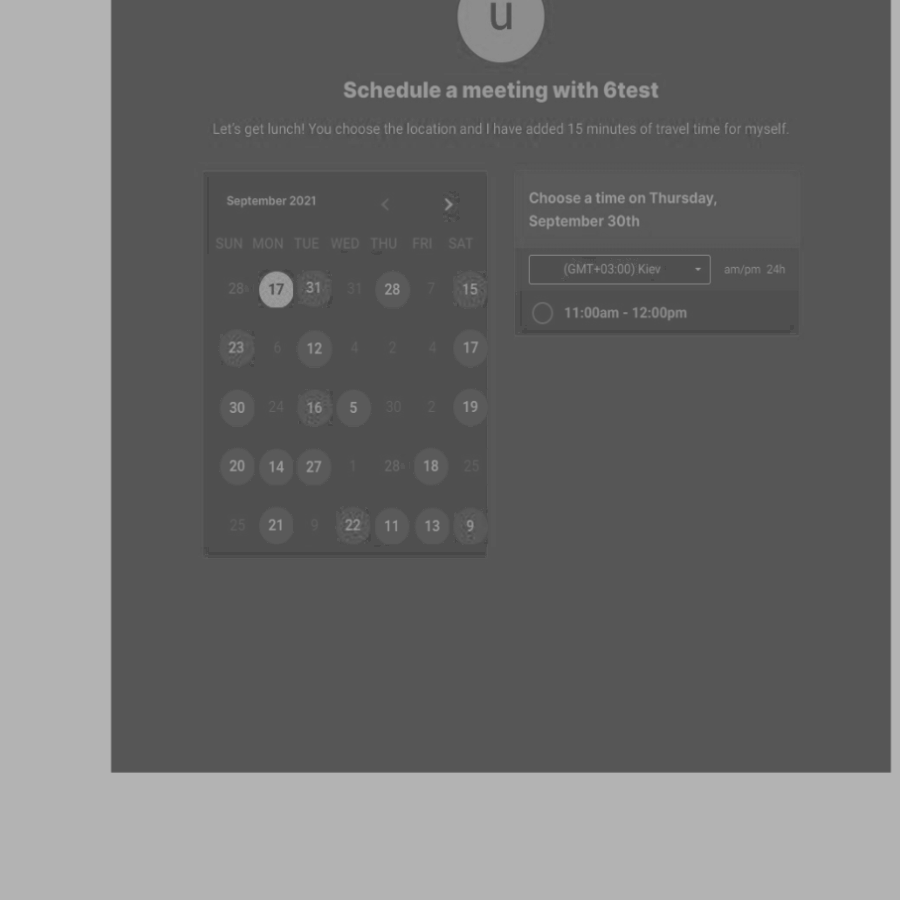 u
Schedule a meeting with 6test
Let's get lunch! You choose the location and I have added 15 minutes of travel time for myself.
September 2021
SUN MON TUE WED THU FRI SAT
28 17 31 31 28 7 15
23 6 12 4 2 4 17
30 24 16 5 30 2 19
20 14 27 1 28 18 25
25 21 9 22 11 13 9
Choose a time on Thursday,
September 30th
(GMT+03:00) Kiev am/pm 24h
11:00am - 12:00pm